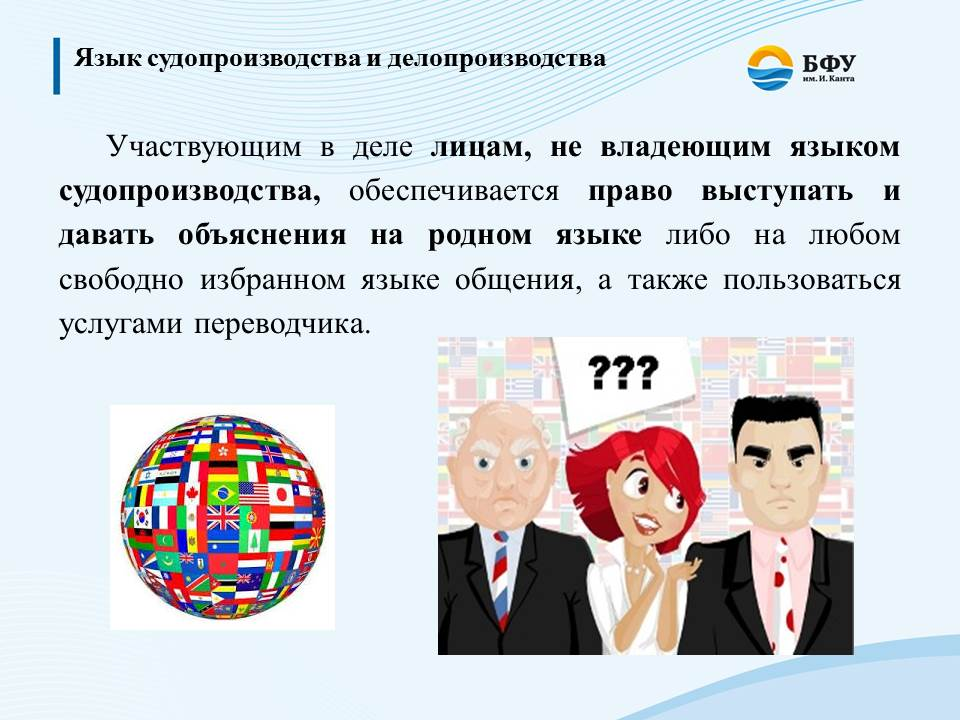 Язык судопроизводства и делопроизводства
БФУ
им. И. Канта
Участвующим в деле лицам, не владеющим языком
судопроизводства, обеспечивается право выступать и
давать объяснения на родном языке либо на любом
свободно избранном языке общения, а также пользоваться
услугами переводчика.
???